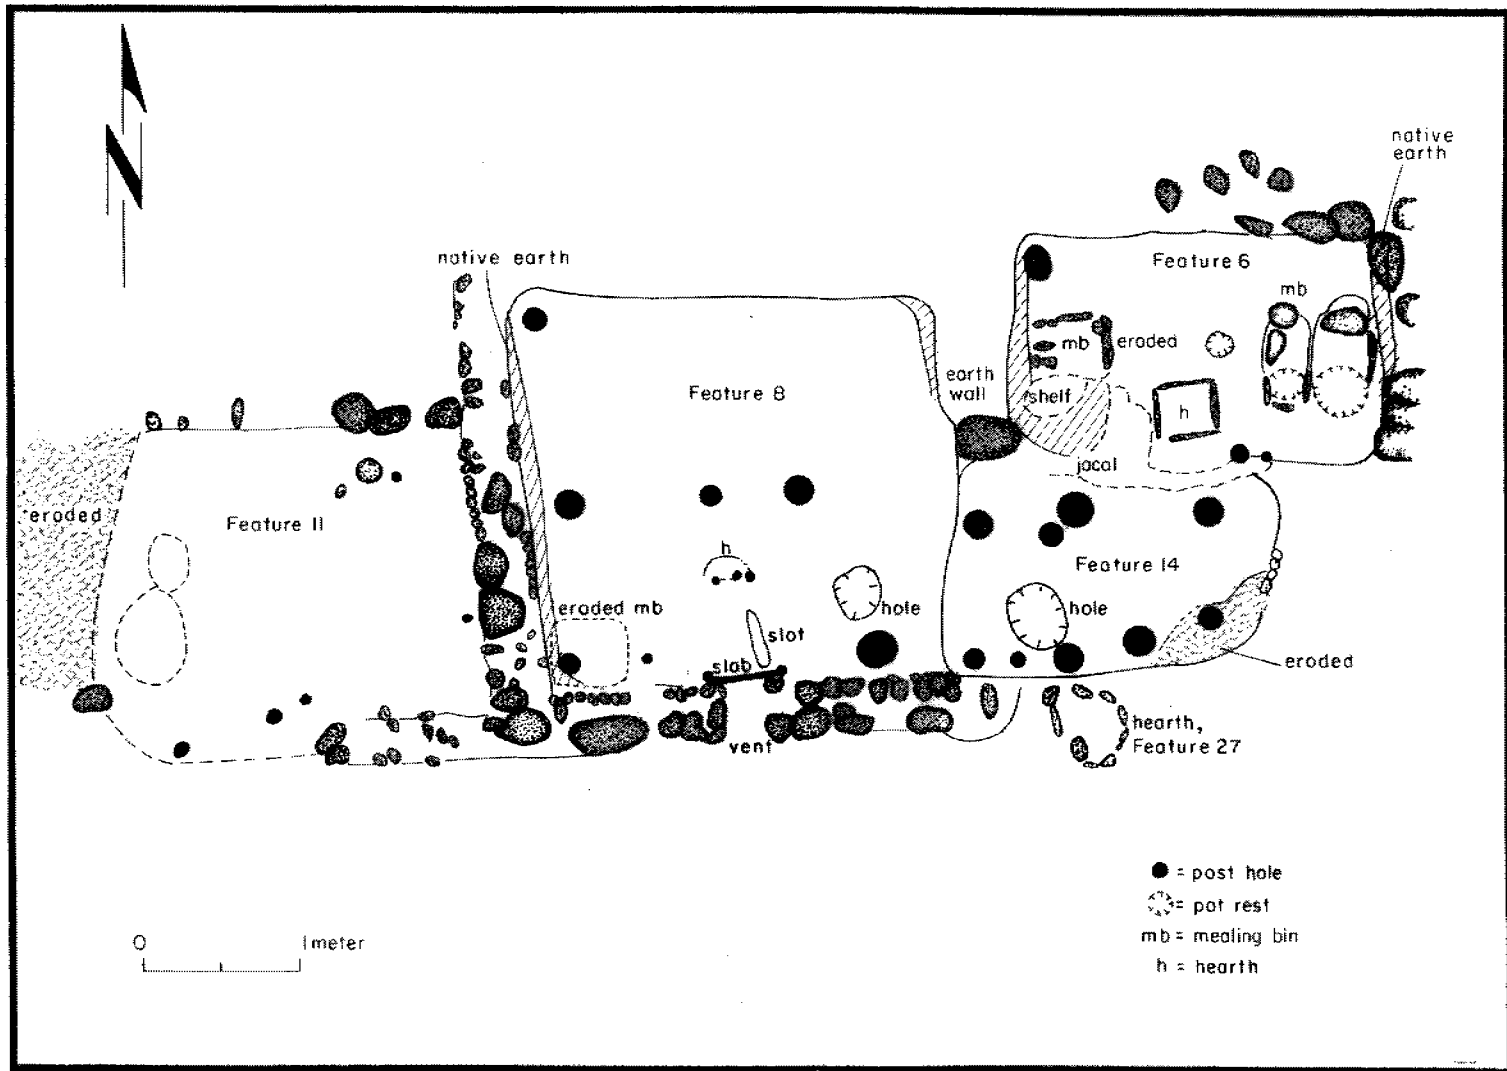 N
native
earth
native earth
Feature 6
mb
mb
eroded
earth
wall
Feature 8
shelf
h
jacal
eroded
Feature 11
h
Feature 14
eroded mb
hole
hole
slot
slab
eroded
vent
hearth,
Feature 27
= post hole
= pot rest
mb = mealing bin
h = hearth
0 1 meter